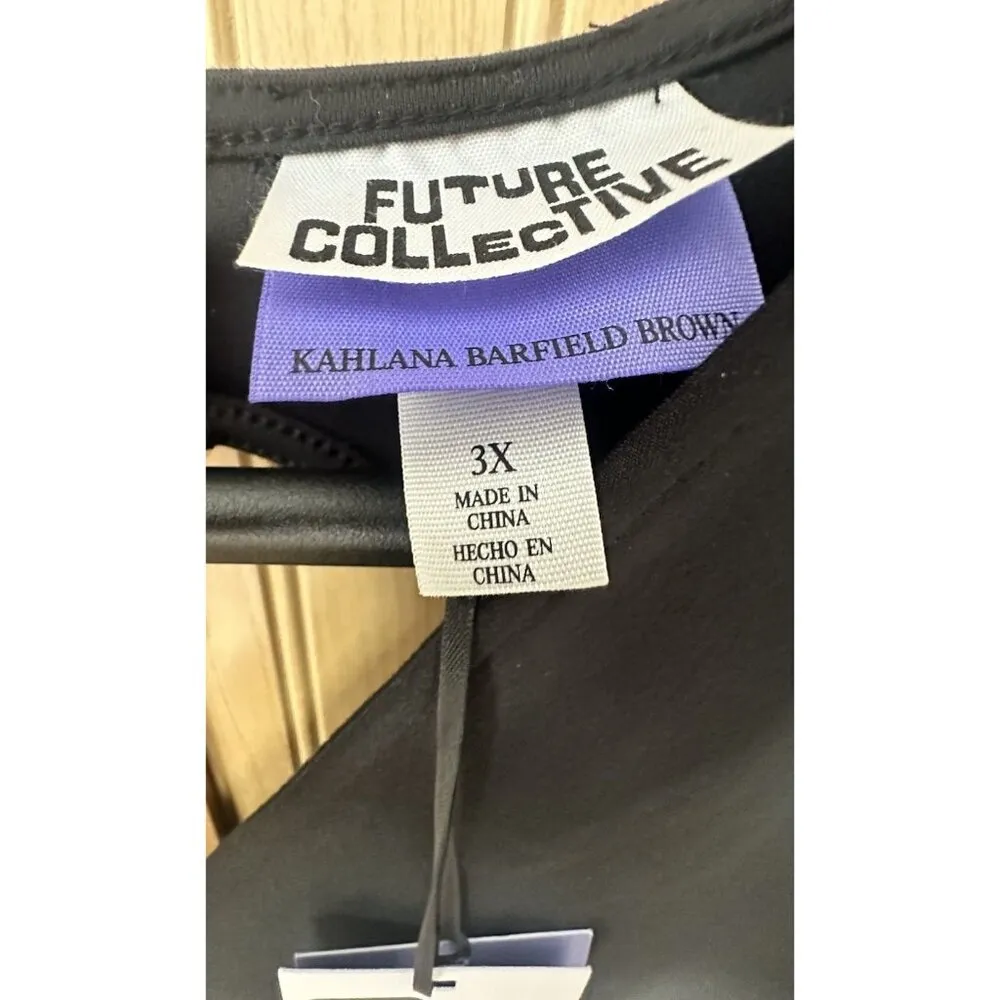 FUTURE
COLLECTIVE
KAHLANA BARFIELD BROWN
3X
MADE IN
CHINA
HECHO EN
CHINA